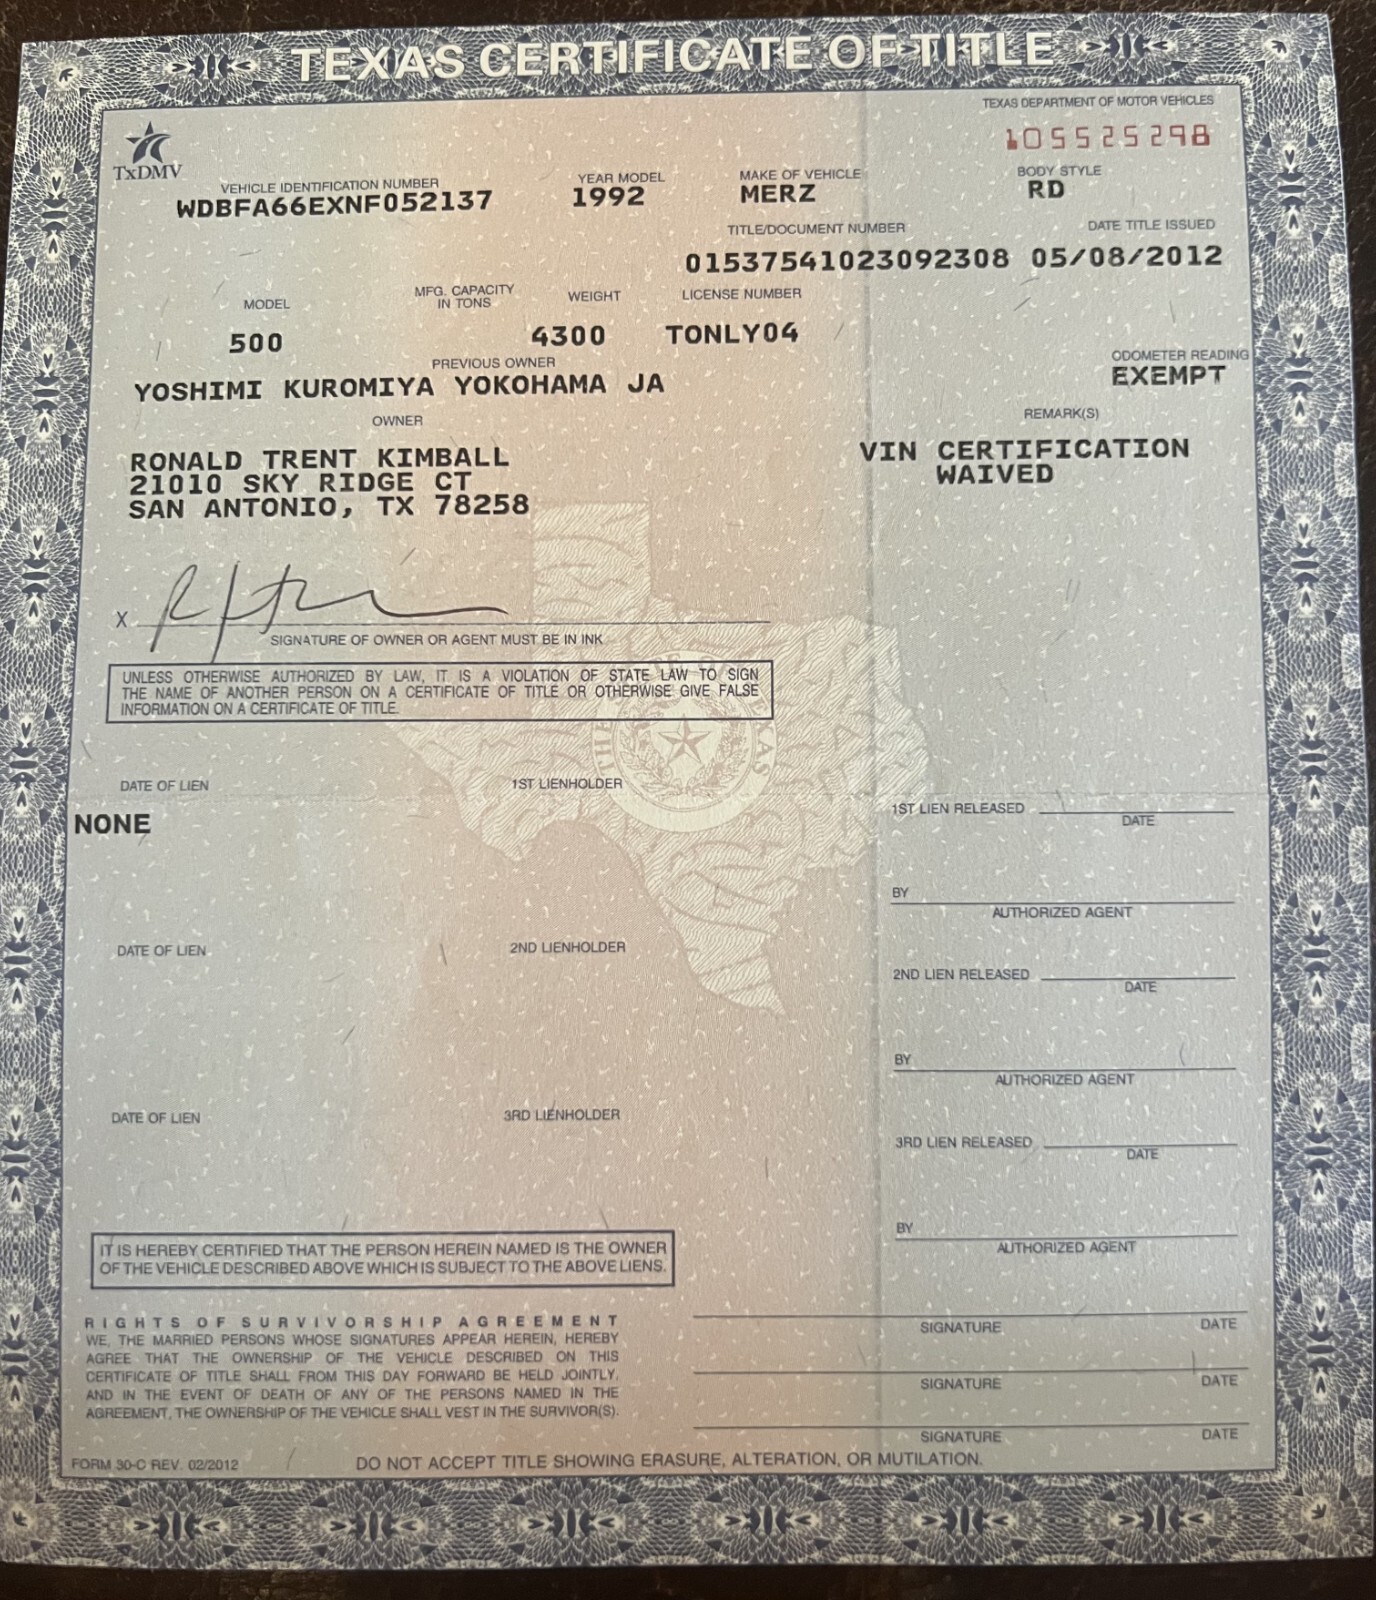 TEXAS CERTIFICATE OF TITLE
TEXAS DEPARTMENT OF MOTOR VEHICLES
105525298
TxDMV
VEHICLE IDENTIFICATION NUMBER
WDBFA66EXNF052137
YEAR MODEL
1992
MAKE OF VEHICLE
MERZ
BODY STYLE
RD
TITLE/DOCUMENT NUMBER
01537541023092308
DATE TITLE ISSUED
05/08/2012
MODEL
500
MFG. CAPACITY
IN TONS
WEIGHT
4300
LICENSE NUMBER
TONLY04
PREVIOUS OWNER
YOSHIMI KUROMIYA YOKOHAMA JA
ODOMETER READING
EXEMPT
OWNER
RONALD TRENT KIMBALL
21010 SKY RIDGE CT
SAN ANTONIO, TX 78258
REMARK(S)
VIN CERTIFICATION
WAIVED
X
SIGNATURE OF OWNER OR AGENT MUST BE IN INK
UNLESS OTHERWISE AUTHORIZED BY LAW, IT IS A VIOLATION OF STATE LAW TO SIGN
THE NAME OF ANOTHER PERSON ON A CERTIFICATE OF TITLE OR OTHERWISE GIVE FALSE
INFORMATION ON A CERTIFICATE OF TITLE.
DATE OF LIEN
1ST LIENHOLDER
NONE
1ST LIEN RELEASED
DATE
BY
AUTHORIZED AGENT
DATE OF LIEN
2ND LIENHOLDER
2ND LIEN RELEASED
DATE
BY
AUTHORIZED AGENT
DATE OF LIEN
3RD LIENHOLDER
3RD LIEN RELEASED
DATE
BY
AUTHORIZED AGENT
IT IS HEREBY CERTIFIED THAT THE PERSON HEREIN NAMED IS THE OWNER
OF THE VEHICLE DESCRIBED ABOVE WHICH IS SUBJECT TO THE ABOVE LIENS.
RIGHTS OF SURVIVORSHIP AGREEMENT
WE, THE MARRIED PERSONS WHOSE SIGNATURES APPEAR HEREIN, HEREBY
AGREE THAT THE OWNERSHIP OF THE VEHICLE DESCRIBED ON THIS
CERTIFICATE OF TITLE SHALL FROM THIS DAY FORWARD BE HELD JOINTLY,
AND IN THE EVENT OF DEATH OF ANY OF THE PERSONS NAMED IN THE
AGREEMENT, THE OWNERSHIP OF THE VEHICLE SHALL VEST IN THE SURVIVOR(S).
SIGNATURE DATE
SIGNATURE DATE
SIGNATURE DATE
FORM 30-C REV. 02/2012
DO NOT ACCEPT TITLE SHOWING ERASURE, ALTERATION, OR MUTILATION.